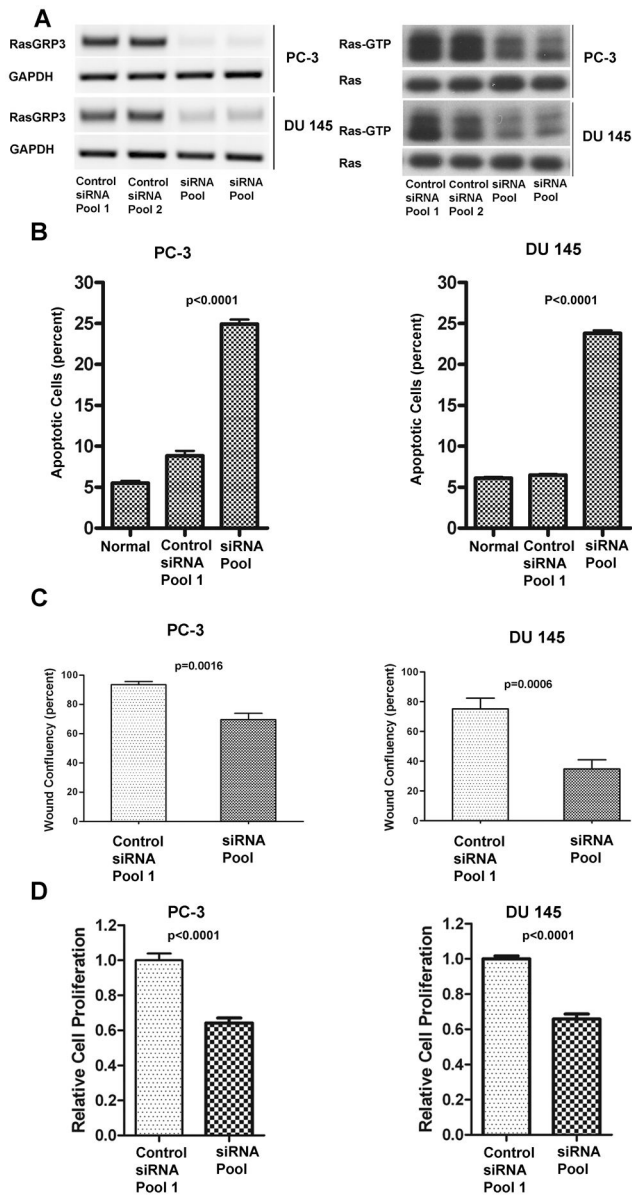 A
RasGRP3
GAPDH
PC-3
RasGRP3
GAPDH
DU 145
Control siRNA Pool 1
Control siRNA Pool 2
siRNA Pool
siRNA Pool
Ras-GTP
Ras
PC-3
Ras-GTP
Ras
DU 145
Control siRNA Pool 1
Control siRNA Pool 2
siRNA Pool
siRNA Pool
B
PC-3
p<0.0001
Apoptotic Cells (percent)
30
25
20
15
10
5
0
Normal
Control
siRNA
Pool 1
siRNA
Pool
DU 145
P<0.0001
Apoptotic Cells (percent)
30
25
20
15
10
5
0
Normal
Control
siRNA
Pool 1
siRNA
Pool
C
PC-3
p=0.0016
Wound Confluency (percent)
100
80
60
40
20
0
Control
siRNA
Pool 1
siRNA
Pool
DU 145
p=0.0006
Wound Confluency (percent)
100
80
60
40
20
0
Control
siRNA
Pool 1
siRNA
Pool
D
PC-3
p<0.0001
Relative Cell Proliferation
1.2
1.0
0.8
0.6
0.4
0.2
0.0
Control
siRNA
Pool 1
siRNA
Pool
DU 145
p<0.0001
Relative Cell Proliferation
1.2
1.0
0.8
0.6
0.4
0.2
0.0
Control
siRNA
Pool 1
siRNA
Pool